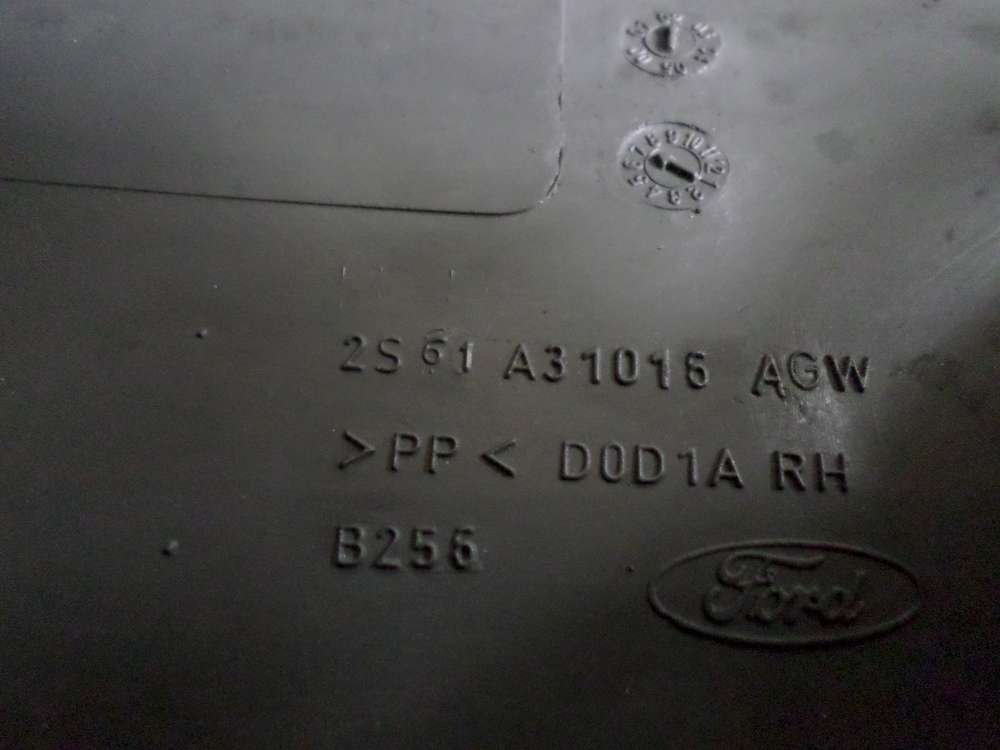 2S61 A31016 AGW
>PP< D0D1A RH
B256
Ford